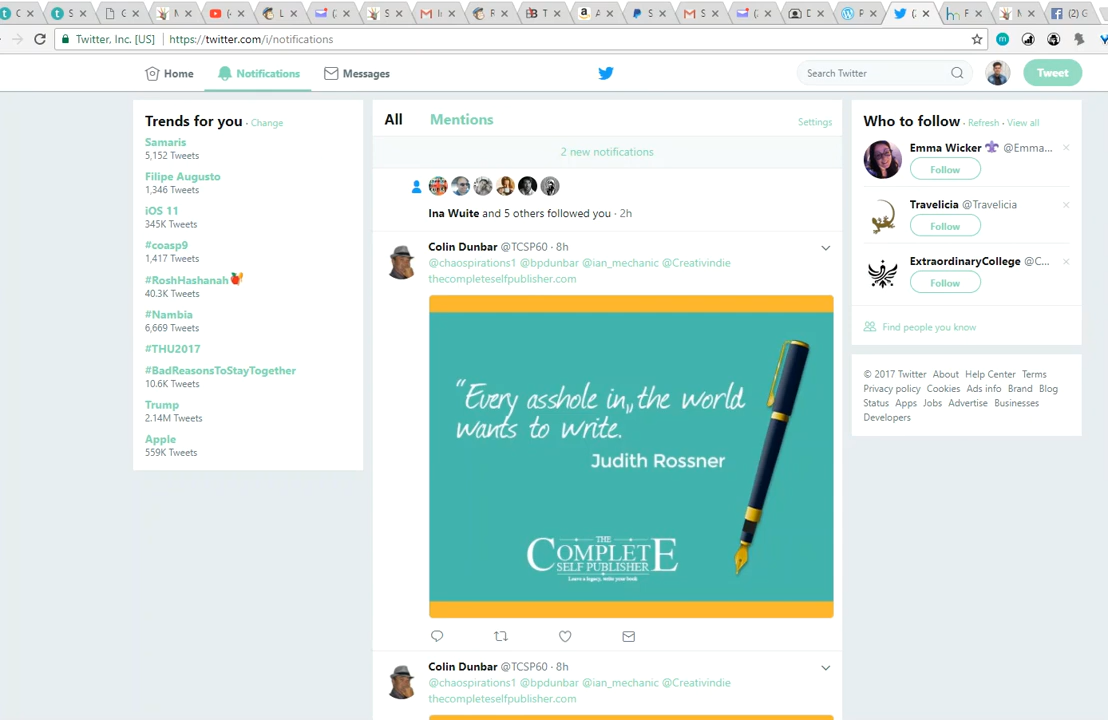 Twitter, Inc. [US] https://twitter.com/i/notifications
Home Notifications Messages Search Twitter Tweet
Trends for you · Change
Samaris
5,152 Tweets
Filipe Augusto
1,346 Tweets
iOS 11
345K Tweets
#coasp9
1,417 Tweets
#RoshHashanah
40.3K Tweets
#Nambia
6,669 Tweets
#THU2017
#BadReasonsToStayTogether
10.6K Tweets
Trump
2.14M Tweets
Apple
559K Tweets
All Mentions Settings
2 new notifications
Ina Wuite and 5 others followed you · 2h
Colin Dunbar @TCSP60 · 8h
@chaospirations1 @bpdunbar @ian_mechanic @Creativindie
thecompleteselfpublisher.com
“Every asshole in,,the world
wants to write.
Judith Rossner
THE
COMPLETE
SELF PUBLISHER
Leave a legacy, write your book
Colin Dunbar @TCSP60 · 8h
@chaospirations1 @bpdunbar @ian_mechanic @Creativindie
thecompleteselfpublisher.com
Who to follow · Refresh · View all
Emma Wicker @Emma...
Follow
Travelicia @Travelicia
Follow
ExtraordinaryCollege @C...
Follow
Find people you know
© 2017 Twitter About Help Center Terms
Privacy policy Cookies Ads info Brand Blog
Status Apps Jobs Advertise Businesses
Developers